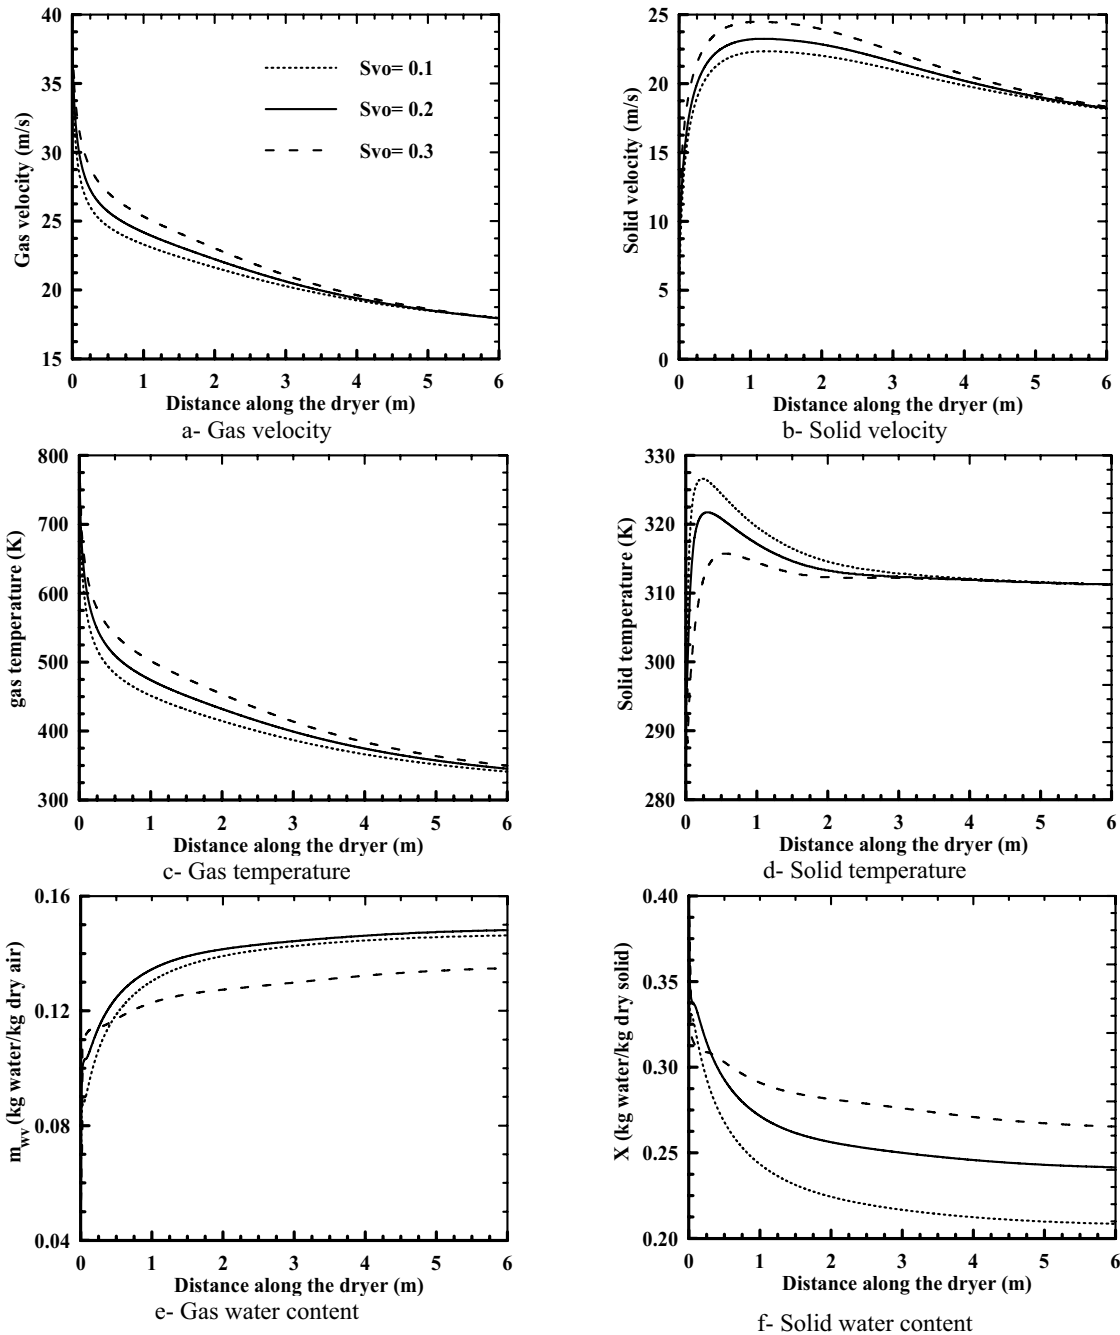 40
35
30
25
20
15
Gas velocity (m/s)
Svo= 0.1
Svo= 0.2
Svo= 0.3
0 1 2 3 4 5 6
Distance along the dryer (m)
a- Gas velocity
25
20
15
10
5
0
Solid velocity (m/s)
0 1 2 3 4 5 6
Distance along the dryer (m)
b- Solid velocity
800
700
600
500
400
300
gas temperature (K)
0 1 2 3 4 5 6
Distance along the dryer (m)
c- Gas temperature
330
320
310
300
290
280
Solid temperature (K)
0 1 2 3 4 5 6
Distance along the dryer (m)
d- Solid temperature
0.16
0.12
0.08
0.04
m_wv (kg water/kg dry air)
0 1 2 3 4 5 6
Distance along the dryer (m)
e- Gas water content
0.40
0.35
0.30
0.25
0.20
X (kg water/kg dry solid)
0 1 2 3 4 5 6
Distance along the dryer (m)
f- Solid water content